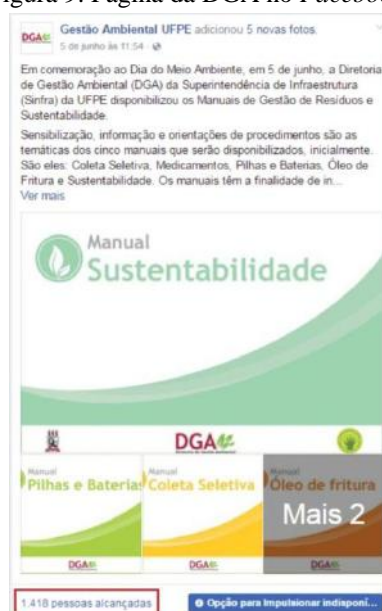 igura 9. Página da DGA no Facebook
DGA
Gestão Ambiental UFPE adicionou 5 novas fotos.
5 de junho às 11:54
Em comemoração ao Dia do Meio Ambiente, em 5 de junho, a Diretoria
de Gestão Ambiental (DGA) da Superintendência de Infraestrutura
(Sinfra) da UFPE disponibilizou os Manuais de Gestão de Resíduos e
Sustentabilidade.
Sensibilização, informação e orientações de procedimentos são as
temáticas dos cinco manuais que serão disponibilizados, inicialmente.
São eles: Coleta Seletiva, Medicamentos, Pilhas e Baterias, Óleo de
Fritura e Sustentabilidade. Os manuais têm a finalidade de in...
Ver mais
Manual
Sustentabilidade
DGA
Manual
Pilhas e Baterias
Manual
Coleta Seletiva
Manual
Óleo de fritura
Mais 2
DGA
DGA
DGA
1.418 pessoas alcançadas
Opção para Impulsionar indisponí...